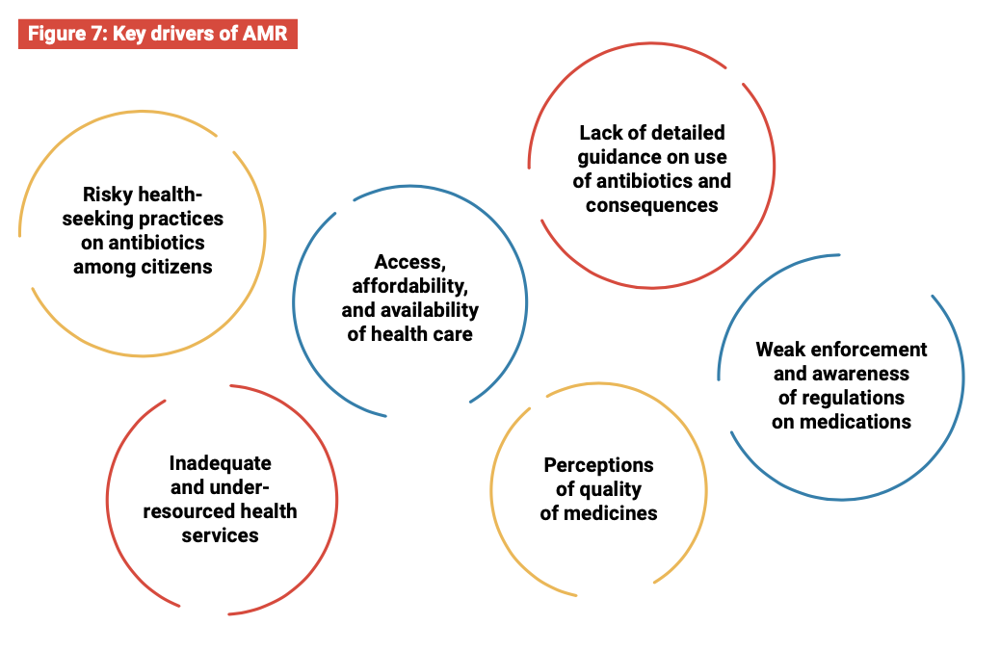 Figure 7: Key drivers of AMR
Risky health-
seeking practices
on antibiotics
among citizens
Access,
affordability,
and availability
of health care
Lack of detailed
guidance on use
of antibiotics and
consequences
Weak enforcement
and awareness
of regulations
on medications
Inadequate
and under-
resourced health
services
Perceptions
of quality
of medicines